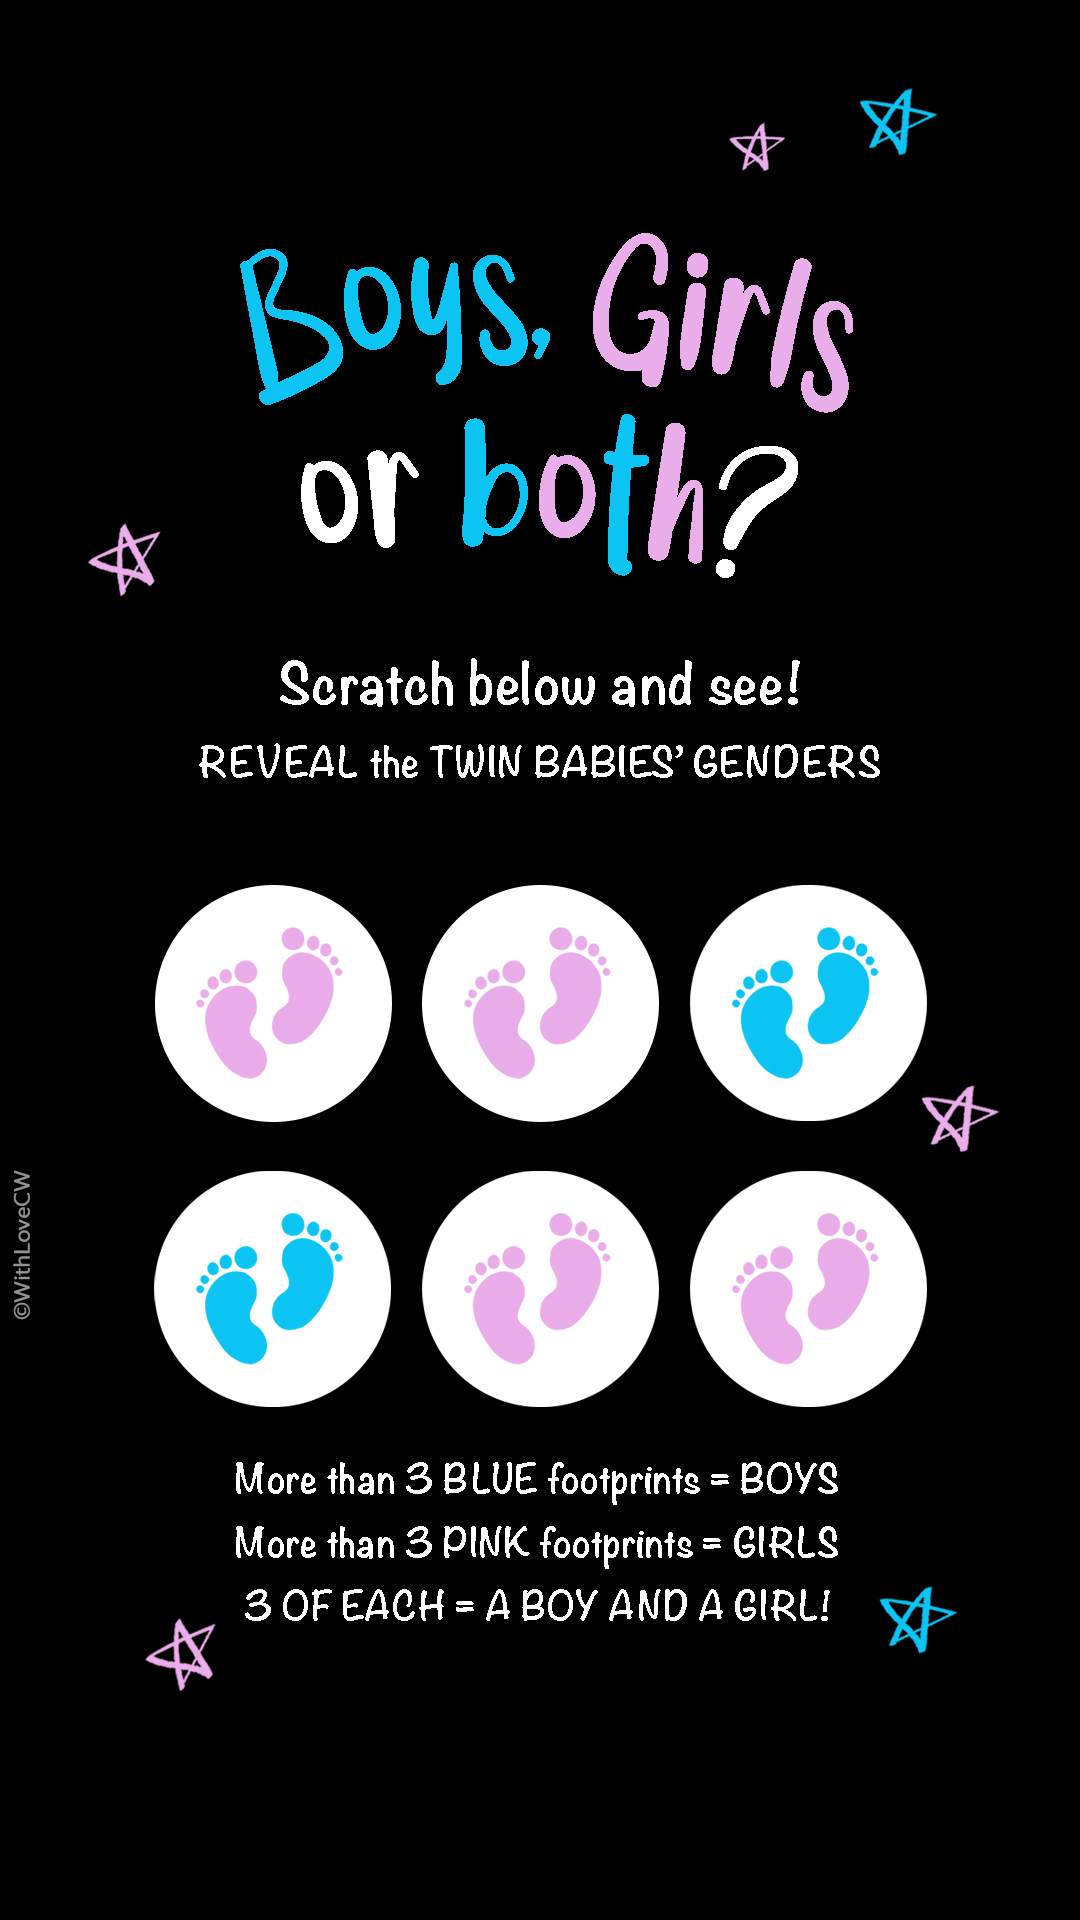 Boys, Girls
or both?
Scratch below and see!
REVEAL the TWIN BABIES’ GENDERS
©WithLoveCW
More than 3 BLUE footprints = BOYS
More than 3 PINK footprints = GIRLS
3 OF EACH = A BOY AND A GIRL!